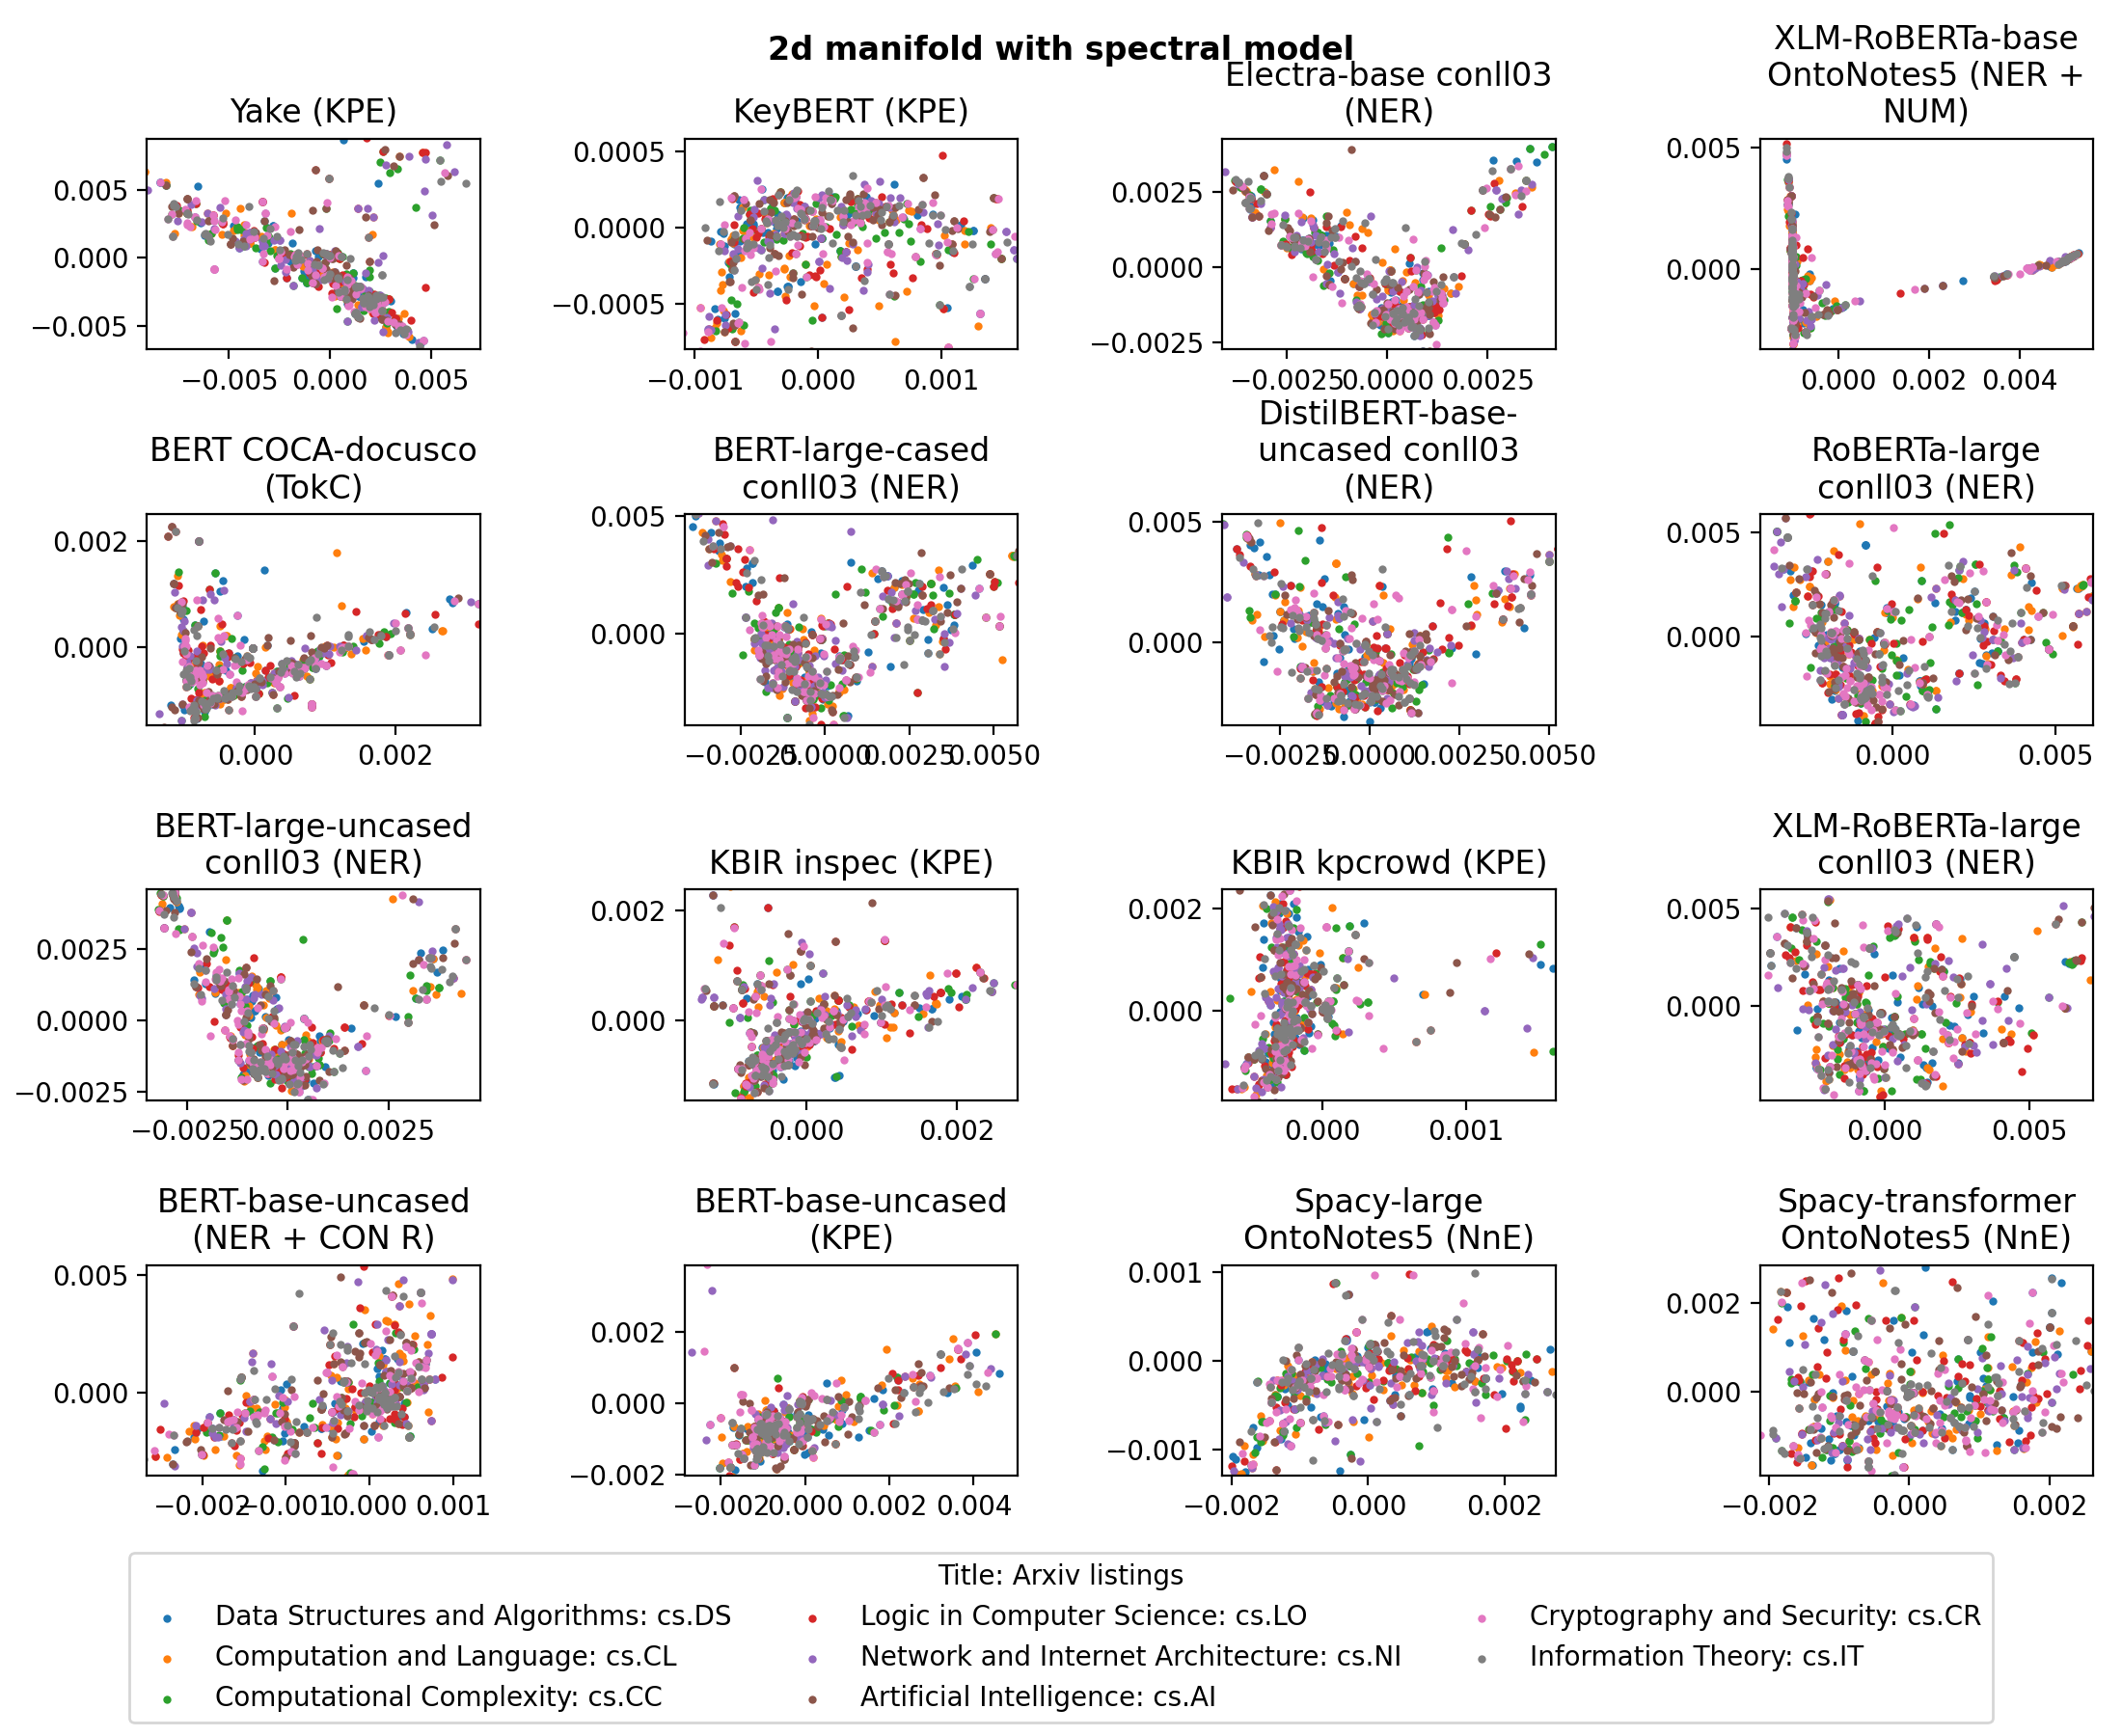 2d manifold with spectral model
Yake (KPE)
0.005
0.000
−0.005
−0.005 0.000 0.005
KeyBERT (KPE)
0.0005
0.0000
−0.0005
−0.001 0.000 0.001
Electra-base conll03
(NER)
0.0025
0.0000
−0.0025
−0.0025 0.0000 0.0025
XLM-RoBERTa-base
OntoNotes5 (NER +
NUM)
0.005
0.000
0.000 0.002 0.004
BERT COCA-docusco
(TokC)
0.002
0.000
0.000 0.002
BERT-large-cased
conll03 (NER)
0.005
0.000
−0.0025 0.0000 0.0025 0.0050
DistilBERT-base-
uncased conll03
(NER)
0.005
0.000
−0.0025 0.0000 0.0025 0.0050
RoBERTa-large
conll03 (NER)
0.005
0.000
0.000 0.005
BERT-large-uncased
conll03 (NER)
0.0025
0.0000
−0.0025
−0.0025 0.0000 0.0025
KBIR inspec (KPE)
0.002
0.000
0.000 0.002
KBIR kpcrowd (KPE)
0.002
0.000
0.000 0.001
XLM-RoBERTa-large
conll03 (NER)
0.005
0.000
0.000 0.005
BERT-base-uncased
(NER + CON R)
0.005
0.000
−0.002 −0.001 0.000 0.001
BERT-base-uncased
(KPE)
0.002
0.000
−0.002
−0.002 0.000 0.002 0.004
Spacy-large
OntoNotes5 (NnE)
0.001
0.000
−0.001
−0.002 0.000 0.002
Spacy-transformer
OntoNotes5 (NnE)
0.002
0.000
−0.002 0.000 0.002
Title: Arxiv listings
Data Structures and Algorithms: cs.DS
Computation and Language: cs.CL
Computational Complexity: cs.CC
Logic in Computer Science: cs.LO
Network and Internet Architecture: cs.NI
Artificial Intelligence: cs.AI
Cryptography and Security: cs.CR
Information Theory: cs.IT